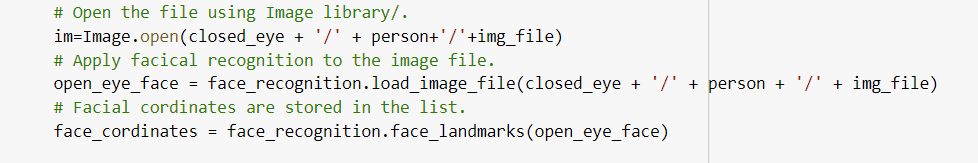 # Open the file using Image library/.
im=Image.open(closed_eye + '/' + person+'/'+img_file)
# Apply facical recognition to the image file.
open_eye_face = face_recognition.load_image_file(closed_eye + '/' + person + '/' + img_file)
# Facial cordinates are stored in the list.
face_cordinates = face_recognition.face_landmarks(open_eye_face)